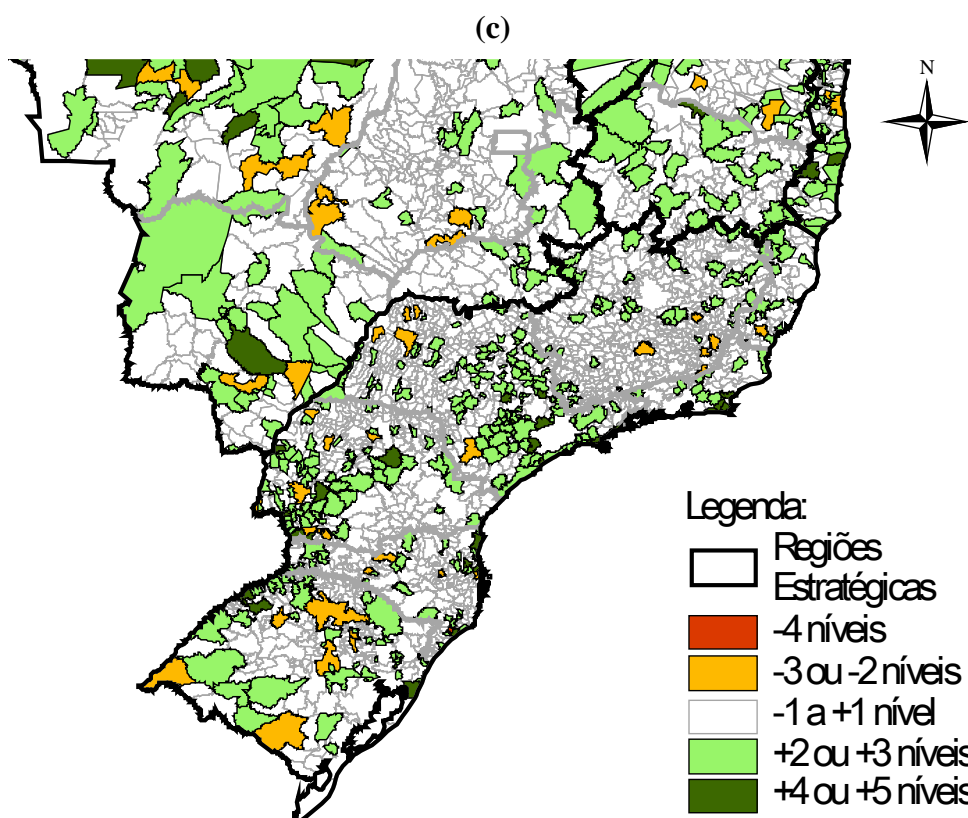 (c)
N
Legenda:
Regiões
Estratégicas
-4 níveis
-3 ou -2 níveis
-1 a +1 nível
+2 ou +3 níveis
+4 ou +5 níveis